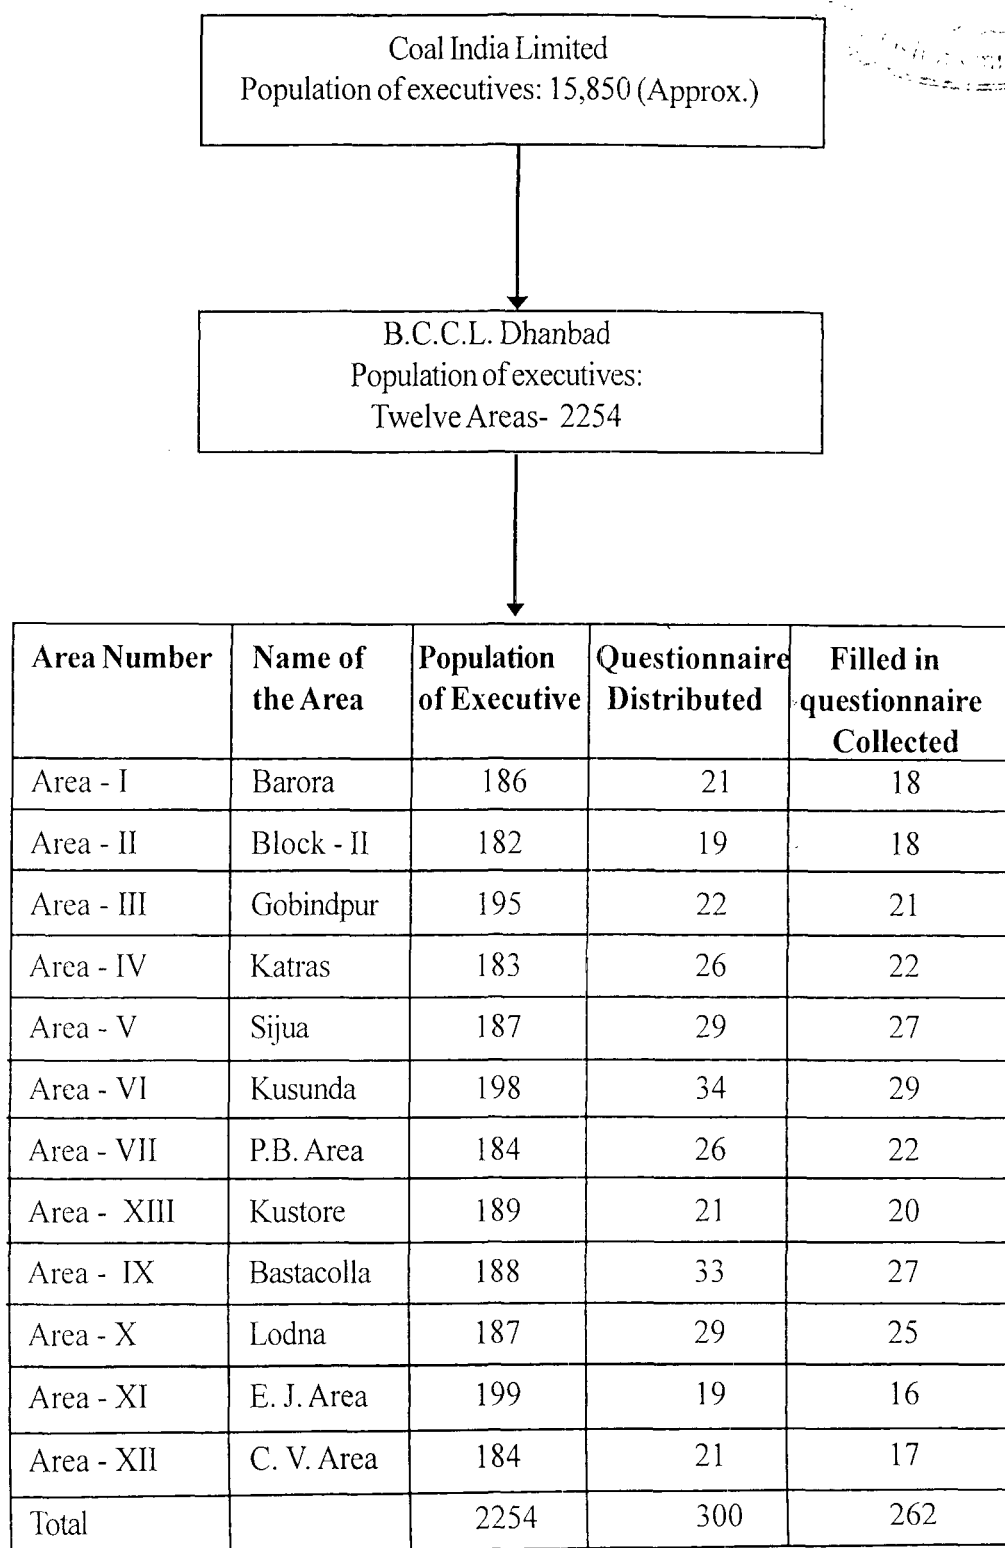 Coal India Limited
Population of executives: 15,850 (Approx.)
B.C.C.L. Dhanbad
Population of executives:
Twelve Areas- 2254
Area Number Name of the Area Population of Executive Questionnaire Distributed Filled in questionnaire Collected
Area - I Barora 186 21 18
Area - II Block - II 182 19 18
Area - III Gobindpur 195 22 21
Area - IV Katras 183 26 22
Area - V Sijua 187 29 27
Area - VI Kusunda 198 34 29
Area - VII P.B. Area 184 26 22
Area - XIII Kustore 189 21 20
Area - IX Bastacolla 188 33 27
Area - X Lodna 187 29 25
Area - XI E. J. Area 199 19 16
Area - XII C. V. Area 184 21 17
Total 2254 300 262